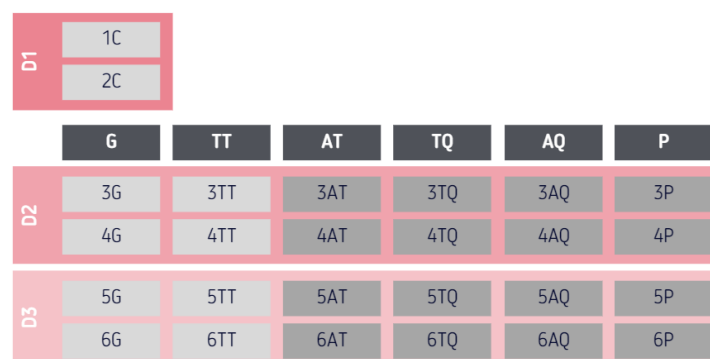 D1
1C
2C
G TT AT TQ AQ P
D2
3G 3TT 3AT 3TQ 3AQ 3P
4G 4TT 4AT 4TQ 4AQ 4P
D3
5G 5TT 5AT 5TQ 5AQ 5P
6G 6TT 6AT 6TQ 6AQ 6P